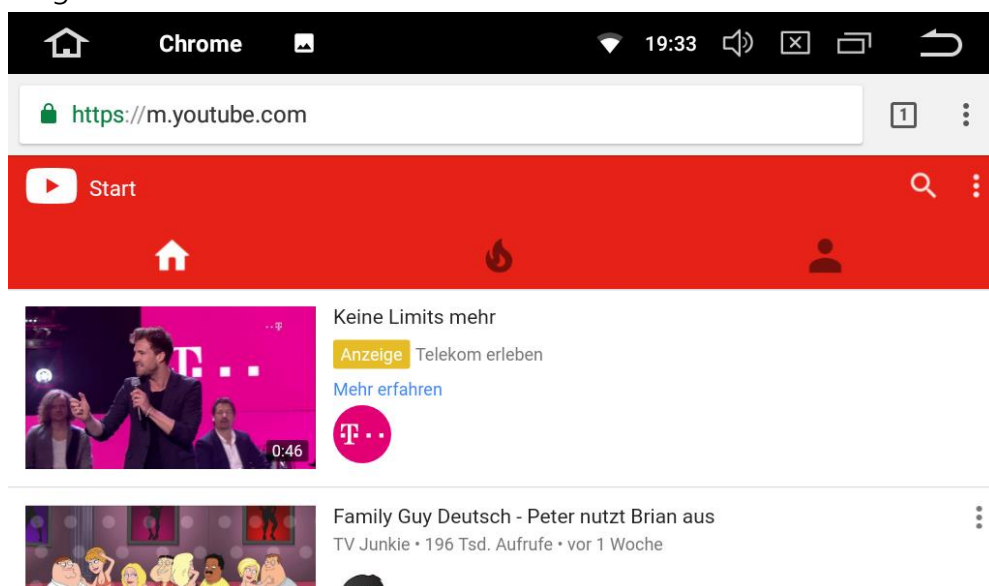 Chrome
19:33
https://m.youtube.com
1
Start
Keine Limits mehr
Anzeige Telekom erleben
Mehr erfahren
T
T
T
0:46
Family Guy Deutsch - Peter nutzt Brian aus
TV Junkie • 196 Tsd. Aufrufe • vor 1 Woche